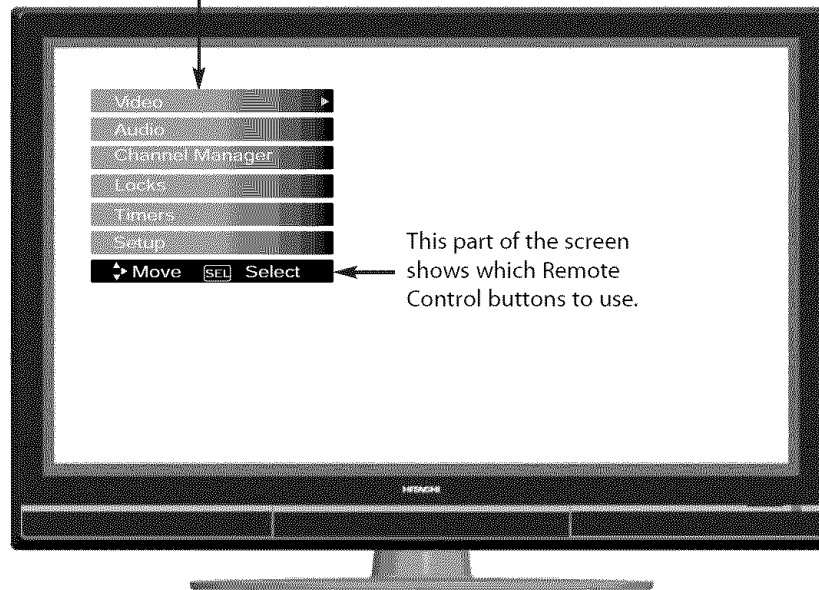 Video
Audio
Channel Manager
Locks
Timers
Setup
Move SEL Select
This part of the screen
shows which Remote
Control buttons to use.
HITACHI